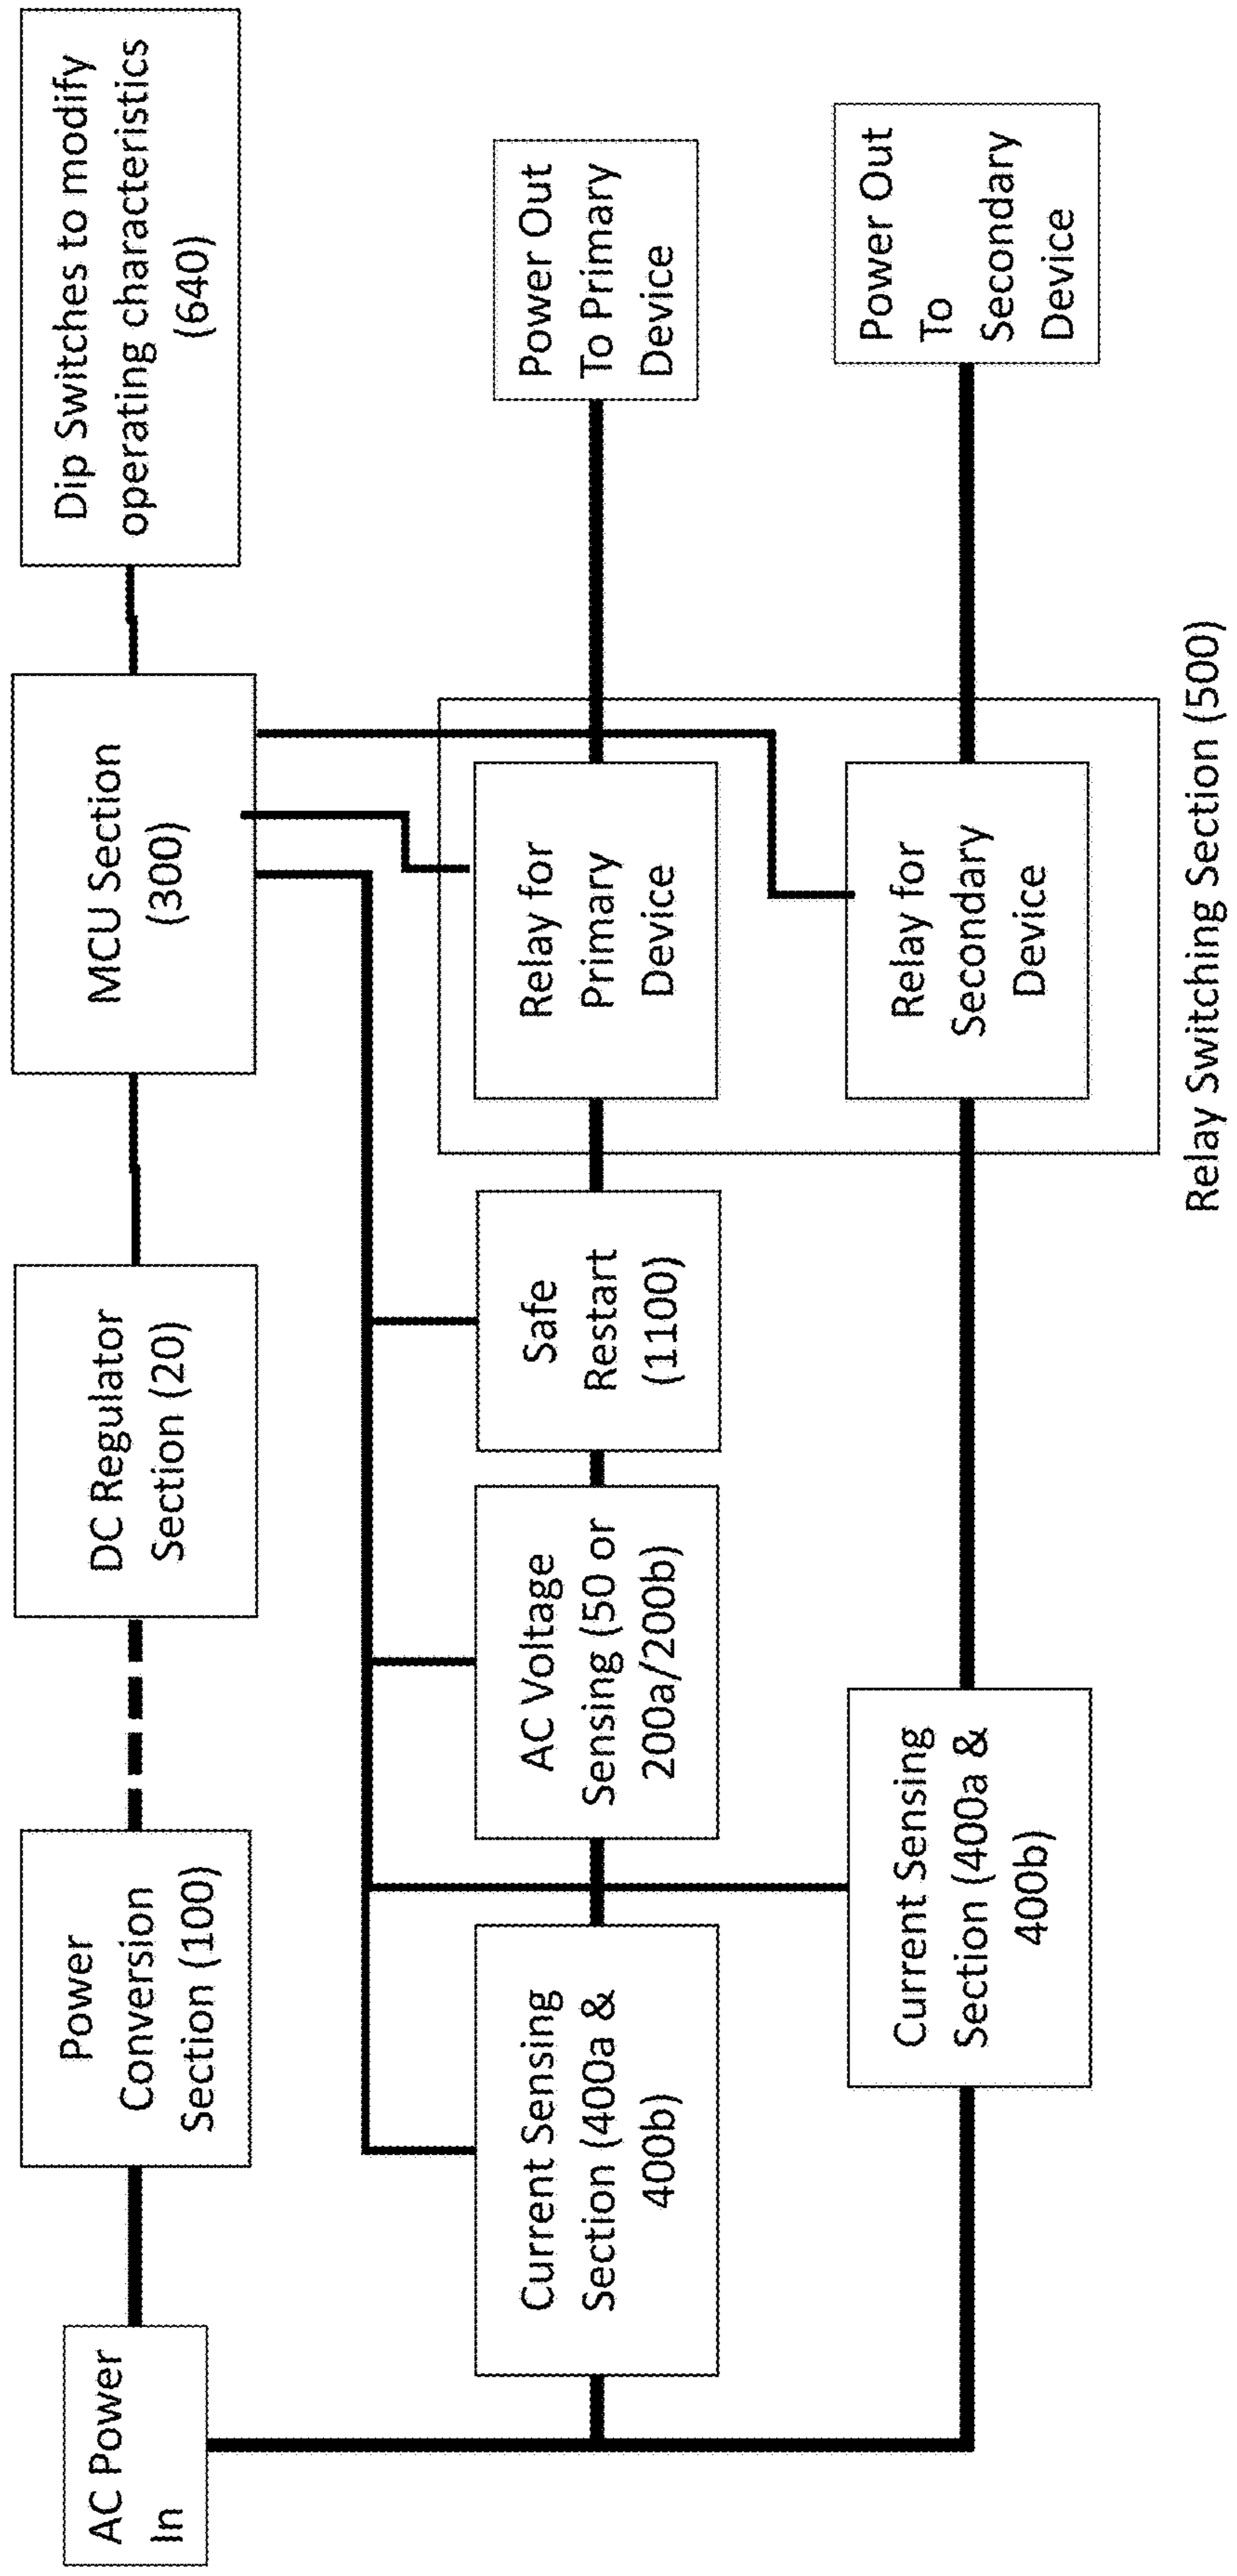 AC Power
In
Power
Conversion
Section (100)
DC Regulator
Section (20)
MCU Section
(300)
Dip Switches to modify
operating characteristics
(640)
Current Sensing
Section (400a &
400b)
AC Voltage
Sensing (50 or
200a/200b)
Safe
Restart
(1100)
Relay for
Primary
Device
Power Out
To Primary
Device
Current Sensing
Section (400a &
400b)
Relay for
Secondary
Device
Power Out
To
Secondary
Device
Relay Switching Section (500)